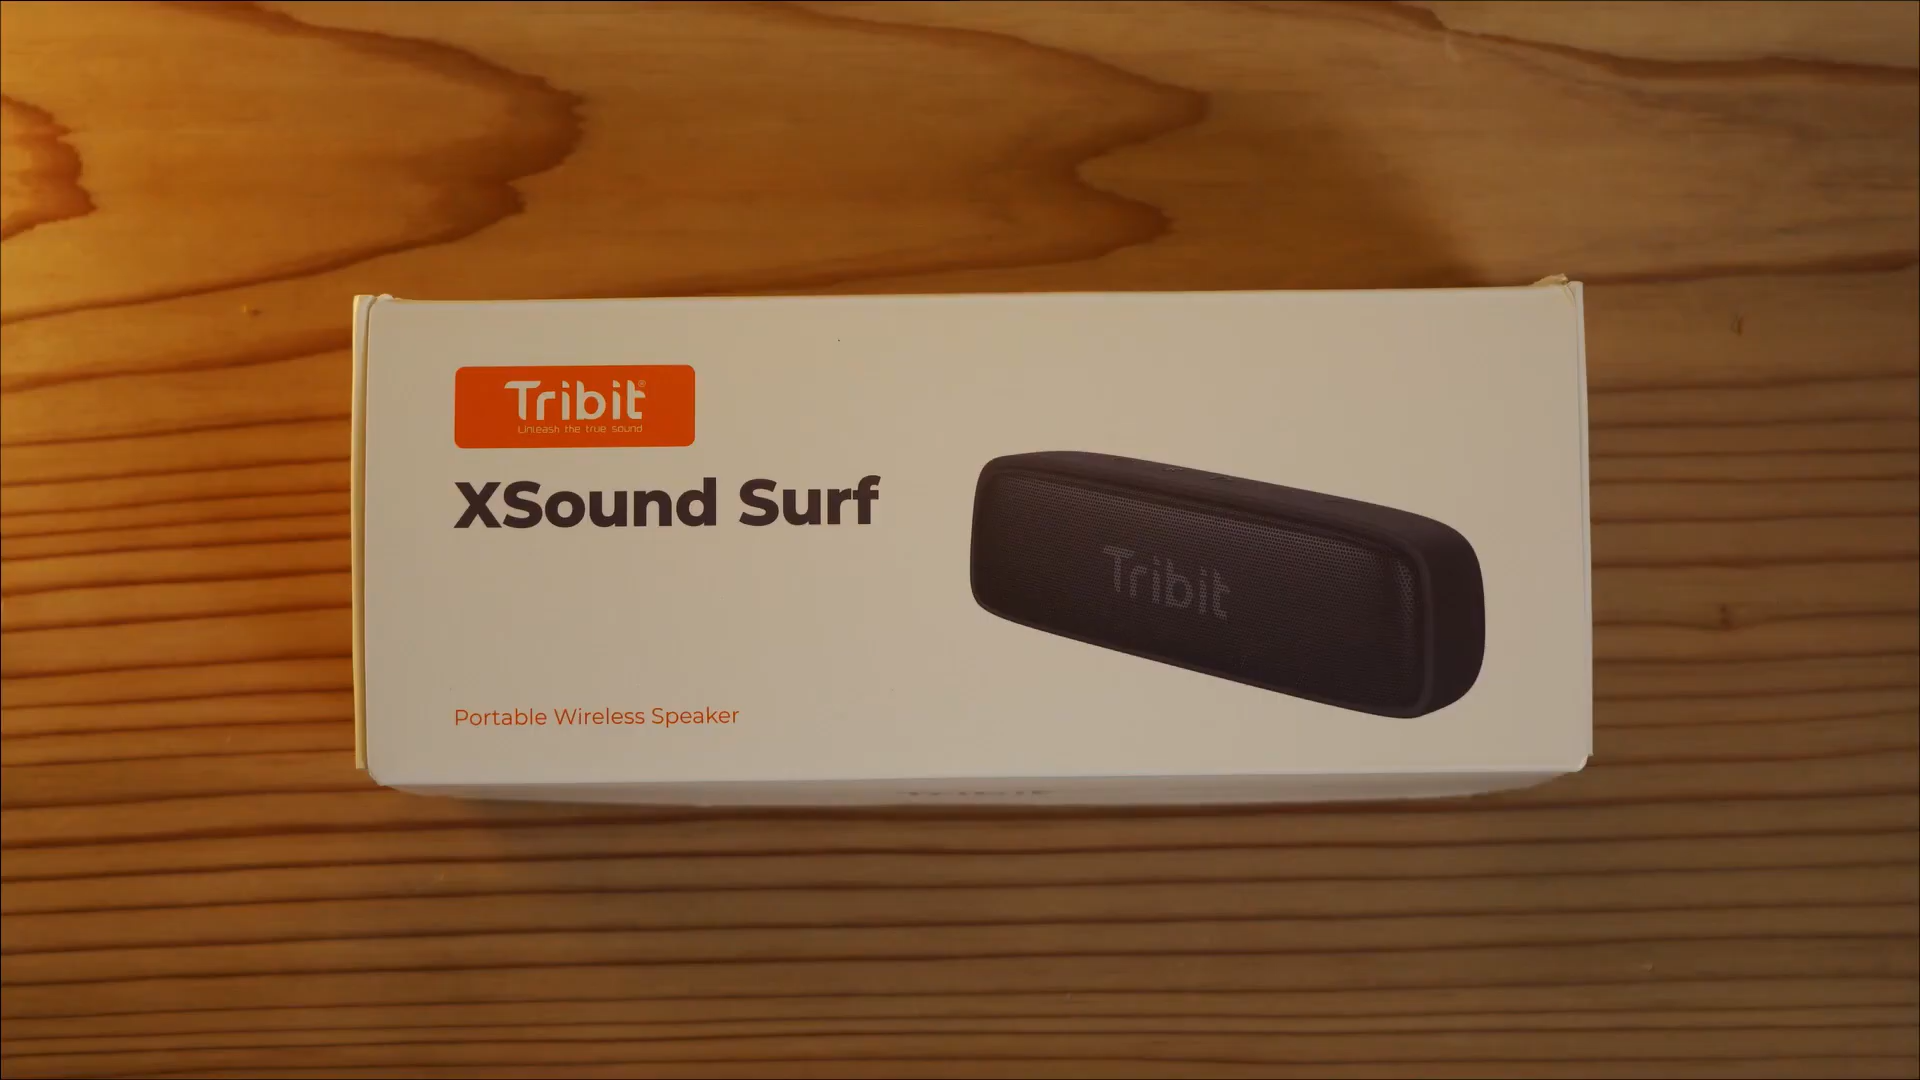 Tribit®
Unleash the true sound
XSound Surf
Tribit
Portable Wireless Speaker